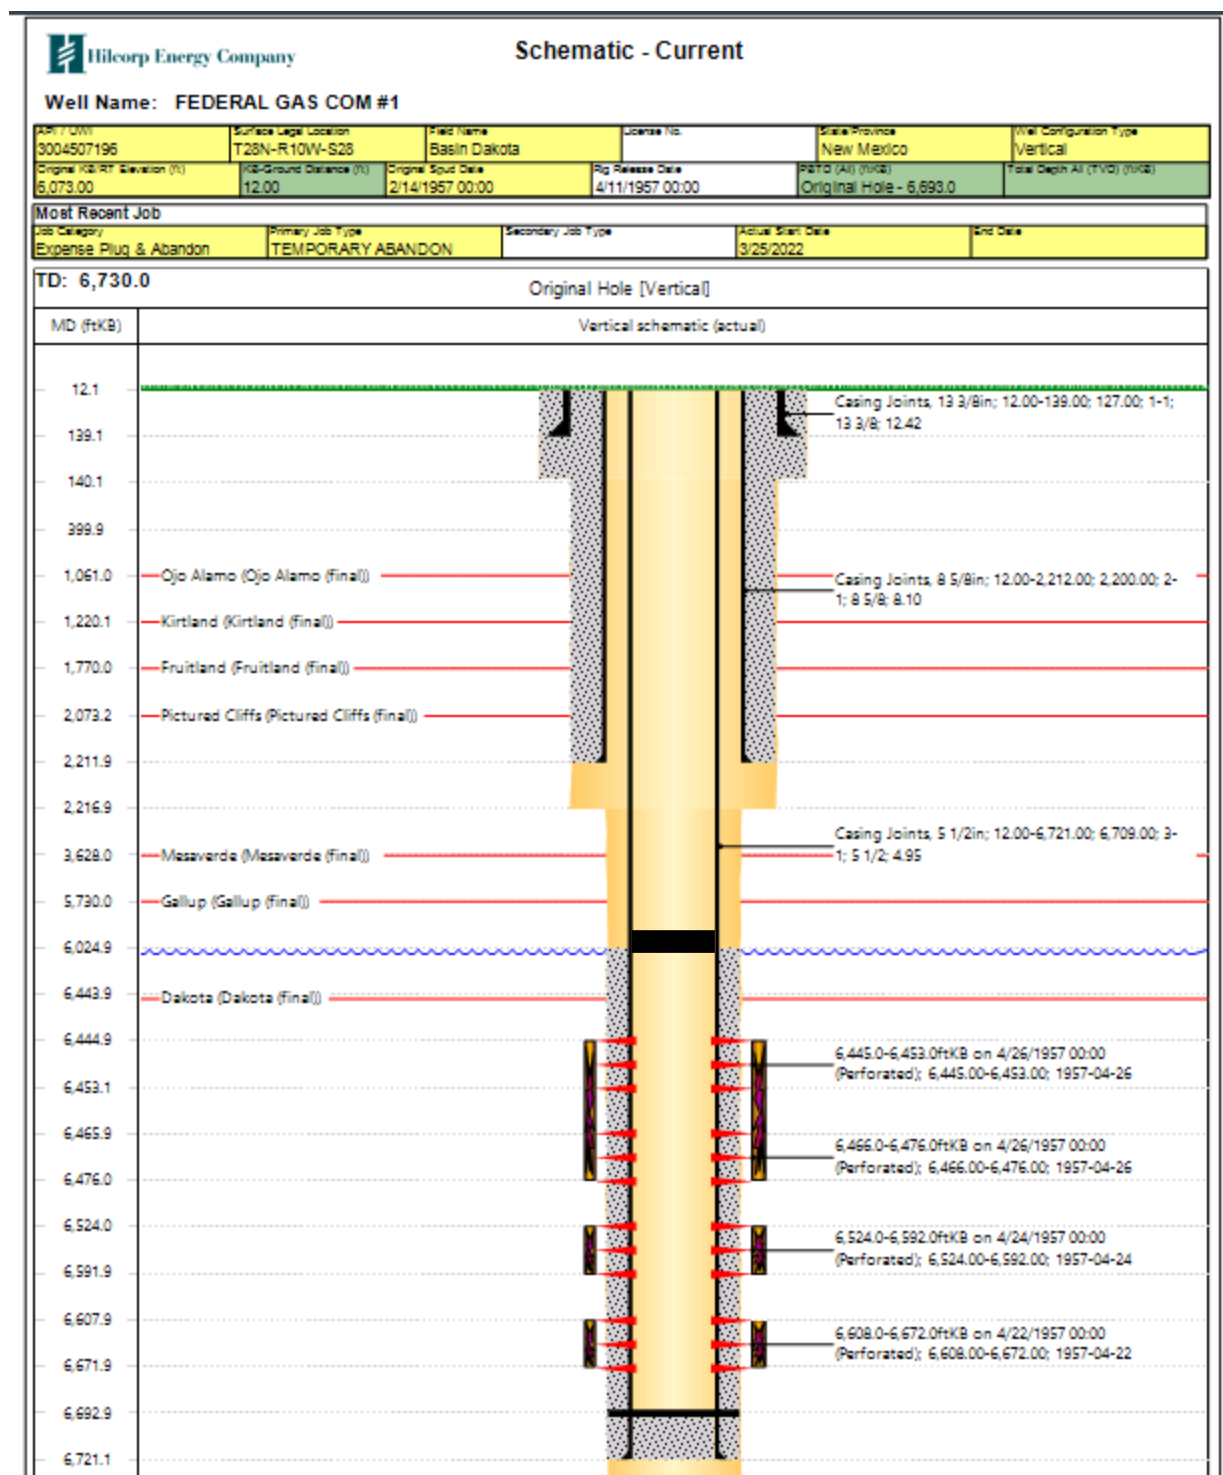 Hilcorp Energy Company
Schematic - Current
Well Name: FEDERAL GAS COM #1
API / UWI
3004507196
Surface Legal Location
T28N-R10W-S28
Field Name
Basin Dakota
License No.
State/Province
New Mexico
Well Configuration Type
Vertical
Original KB/RT Elevation (ft)
6,073.00
KB-Ground Distance (ft)
12.00
Original Spud Date
2/14/1957 00:00
Rig Release Date
4/11/1957 00:00
PBTD (All) (ftKB)
Original Hole - 6,693.0
Total Depth All (TVD) (ftKB)
Most Recent Job
Job Category
Expense Plug & Abandon
Primary Job Type
TEMPORARY ABANDON
Secondary Job Type
Actual Start Date
3/25/2022
End Date
TD: 6,730.0
Original Hole [Vertical]
MD (ftKB)
Vertical schematic (actual)
12.1
Casing Joints, 13 3/8in; 12.00-139.00; 127.00; 1-1;
13 3/8; 12.42
139.1
140.1
399.9
1,061.0
Ojo Alamo (Ojo Alamo (final))
Casing Joints, 8 5/8in; 12.00-2,212.00; 2,200.00; 2-
1; 8 5/8; 8.10
1,220.1
Kirtland (Kirtland (final))
1,770.0
Fruitland (Fruitland (final))
2,073.2
Pictured Cliffs (Pictured Cliffs (final))
2,211.9
2,216.9
Casing Joints, 5 1/2in; 12.00-6,721.00; 6,709.00; 3-
1; 5 1/2; 4.95
3,628.0
Mesaverde (Mesaverde (final))
5,730.0
Gallup (Gallup (final))
6,024.9
6,443.9
Dakota (Dakota (final))
6,444.9
6,445.0-6,453.0ftKB on 4/26/1957 00:00
(Perforated); 6,445.00-6,453.00; 1957-04-26
6,453.1
6,465.9
6,466.0-6,476.0ftKB on 4/26/1957 00:00
(Perforated); 6,466.00-6,476.00; 1957-04-26
6,476.0
6,524.0
6,524.0-6,592.0ftKB on 4/24/1957 00:00
(Perforated); 6,524.00-6,592.00; 1957-04-24
6,591.9
6,607.9
6,608.0-6,672.0ftKB on 4/22/1957 00:00
(Perforated); 6,608.00-6,672.00; 1957-04-22
6,671.9
6,692.9
6,721.1